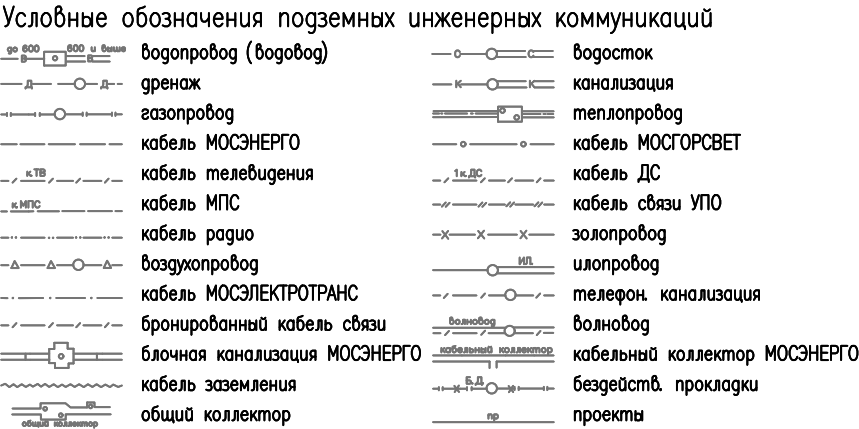 Условные обозначения подземных инженерных коммуникаций
до 600 600 и выше
В В
водопровод (водовод)
Д Д
дренаж
газопровод
кабель МОСЭНЕРГО
к.ТВ
кабель телевидения
к.МПС
кабель МПС
кабель радио
воздухопровод
кабель МОСЭЛЕКТРОТРАНС
бронированный кабель связи
блочная канализация МОСЭНЕРГО
кабель заземления
общий коллектор
общий коллектор
С С
водосток
К К
канализация
теплопровод
кабель МОСГОРСВЕТ
1к.ДС
кабель ДС
кабель связи УПО
золопровод
ИЛ.
илопровод
телефон. канализация
волновод
волновод
кабельный коллектор
кабельный коллектор МОСЭНЕРГО
Б.Д.
бездейств. прокладки
пр
проекты